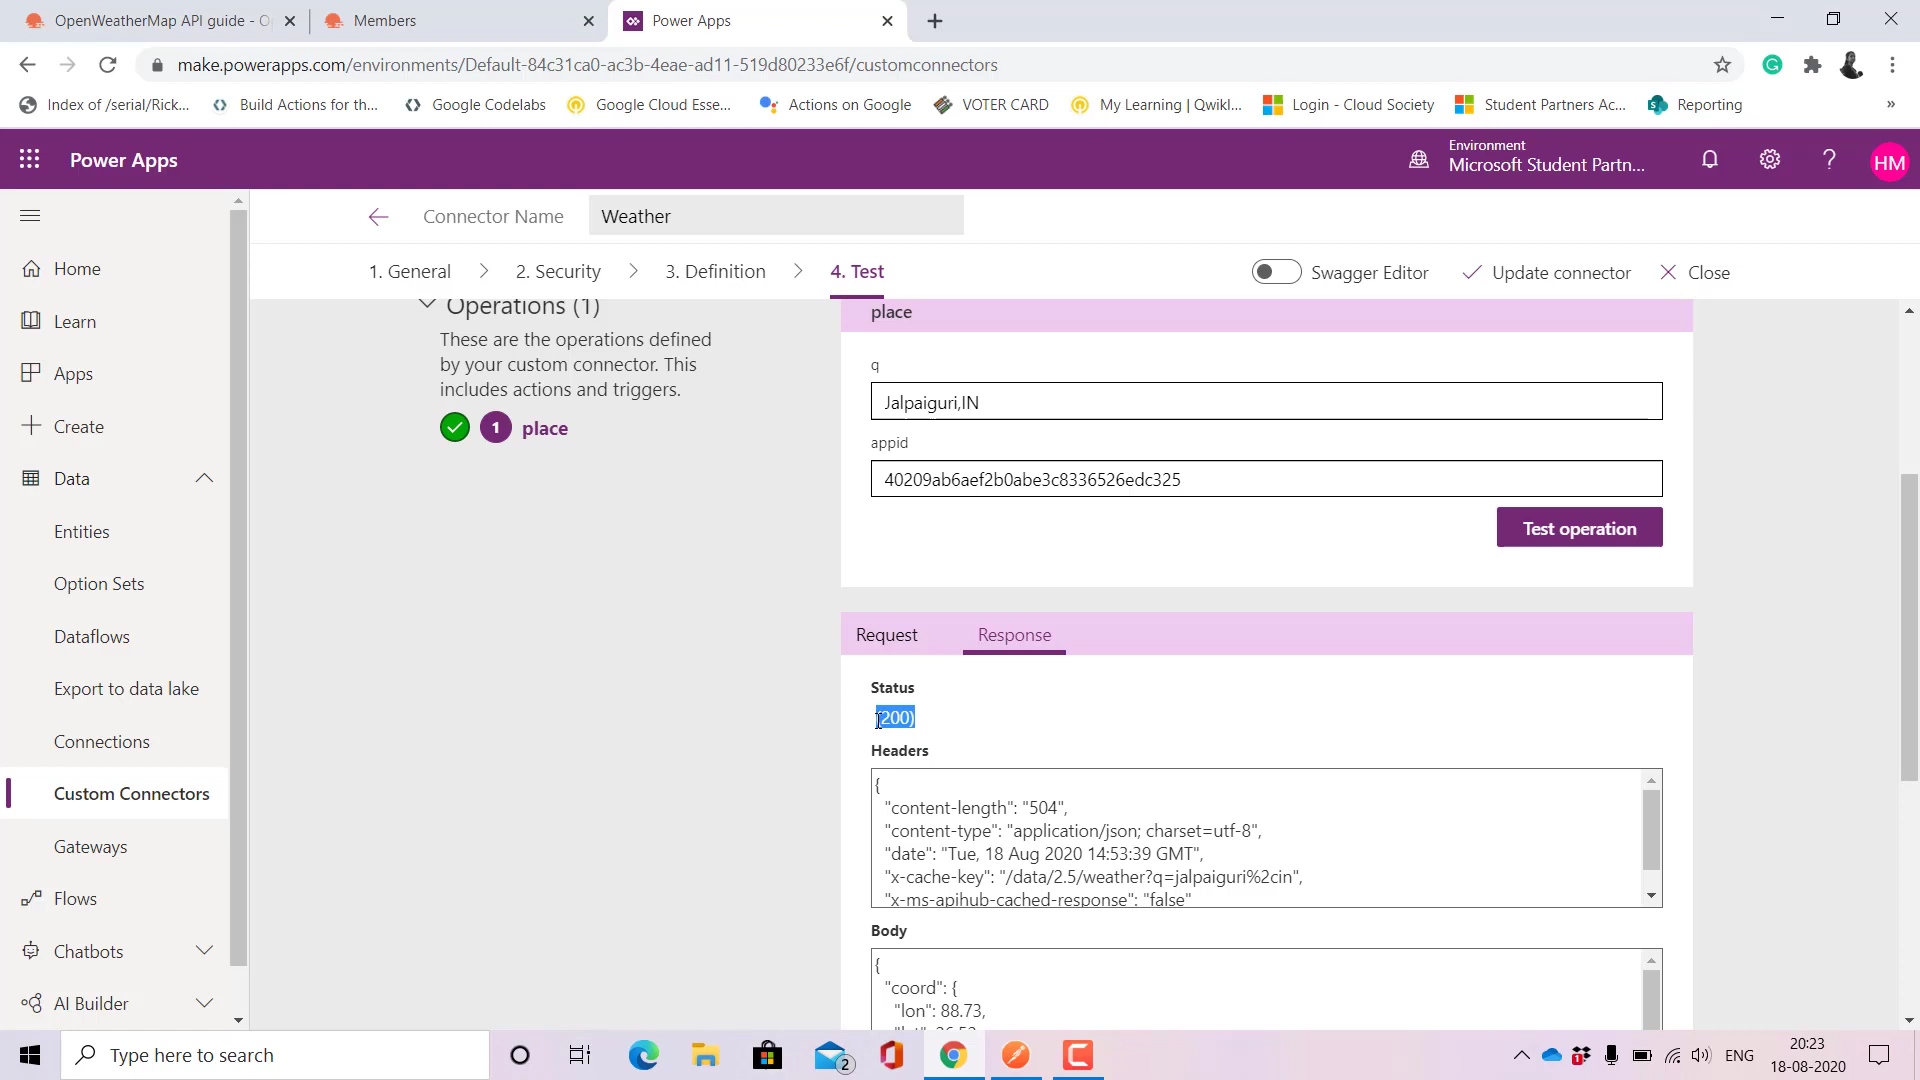 OpenWeatherMap API guide - O
Members
Power Apps
make.powerapps.com/environments/Default-84c31ca0-ac3b-4eae-ad11-519d80233e6f/customconnectors
Index of /serial/Rick...
Build Actions for th...
Google Codelabs
Google Cloud Esse...
Actions on Google
VOTER CARD
My Learning | Qwikl...
Login - Cloud Society
Student Partners Ac...
Reporting
»
Power Apps
Environment
Microsoft Student Partn...
?
HM
Connector Name
Weather
1. General
2. Security
3. Definition
4. Test
Swagger Editor
Update connector
Close
Home
Learn
Apps
Create
Data
Entities
Option Sets
Dataflows
Export to data lake
Connections
Custom Connectors
Gateways
Flows
Chatbots
AI Builder
Operations (1)
These are the operations defined
by your custom connector. This
includes actions and triggers.
1 place
place
q
Jalpaiguri,IN
appid
40209ab6aef2b0abe3c8336526edc325
Test operation
Request
Response
Status
(200)
Headers
{
"content-length": "504",
"content-type": "application/json; charset=utf-8",
"date": "Tue, 18 Aug 2020 14:53:39 GMT",
"x-cache-key": "/data/2.5/weather?q=jalpaiguri%2cin",
"x-ms-apihub-cached-response": "false"
Body
{
"coord": {
"lon": 88.73,
Type here to search
2
1
ENG
20:23
18-08-2020